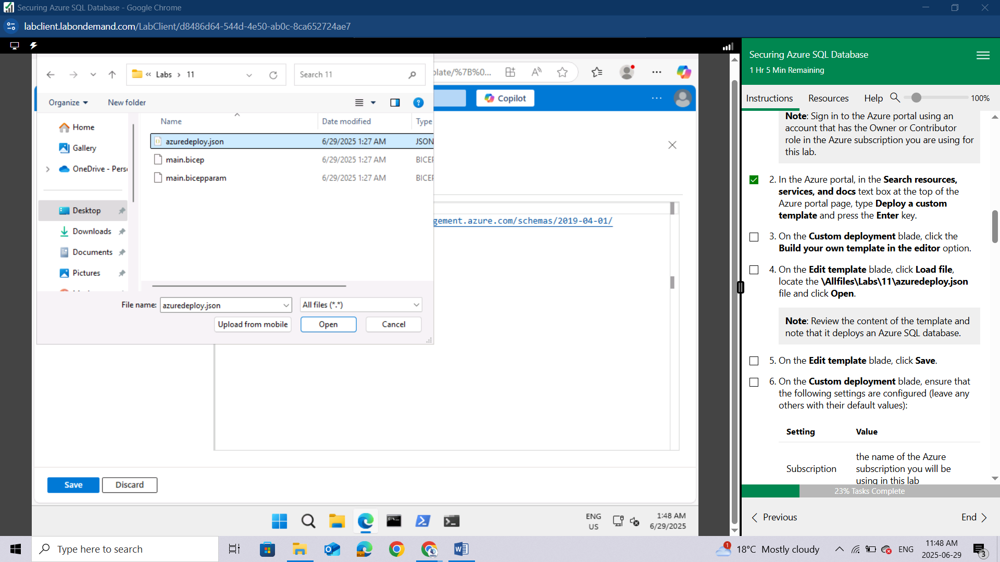 Securing Azure SQL Database - Google Chrome
labclient.labondemand.com/LabClient/d8486d64-544d-4e50-ab0c-8ca652724ae7
« Labs › 11
Search 11
plate/%7B%0...
Organize
New folder
Copilot
Name
Date modified
Type
Home
Gallery
OneDrive - Pers
Desktop
Downloads
Documents
Pictures
azuredeploy.json 6/29/2025 1:27 AM JSON
main.bicep 6/29/2025 1:27 AM BICEP
main.bicepparam 6/29/2025 1:27 AM BICEP
gement.azure.com/schemas/2019-04-01/
File name: azuredeploy.json All files (*.*)
Upload from mobile
Open
Cancel
Save
Discard
ENG
US
1:48 AM
6/29/2025
Securing Azure SQL Database
1 Hr 5 Min Remaining
Instructions
Resources
Help
100%
Note: Sign in to the Azure portal using an
account that has the Owner or Contributor
role in the Azure subscription you are using for
this lab.
2. In the Azure portal, in the Search resources,
services, and docs text box at the top of the
Azure portal page, type Deploy a custom
template and press the Enter key.
3. On the Custom deployment blade, click the
Build your own template in the editor option.
4. On the Edit template blade, click Load file,
locate the \Allfiles\Labs\11\azuredeploy.json
file and click Open.
Note: Review the content of the template and
note that it deploys an Azure SQL database.
5. On the Edit template blade, click Save.
6. On the Custom deployment blade, ensure that
the following settings are configured (leave any
others with their default values):
Setting Value
Subscription
the name of the Azure
subscription you will be
using in this lab
23% Tasks Complete
Previous
End
Type here to search
1
18°C Mostly cloudy
ENG
11:48 AM
2025-06-29
3